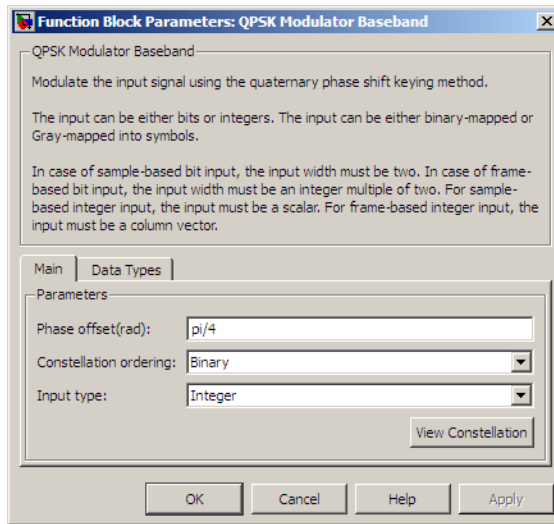 Function Block Parameters: QPSK Modulator Baseband
QPSK Modulator Baseband
Modulate the input signal using the quaternary phase shift keying method.
The input can be either bits or integers. The input can be either binary-mapped or
Gray-mapped into symbols.
In case of sample-based bit input, the input width must be two. In case of frame-
based bit input, the input width must be an integer multiple of two. For sample-
based integer input, the input must be a scalar. For frame-based integer input, the
input must be a column vector.
Main Data Types
Parameters
Phase offset(rad): pi/4
Constellation ordering: Binary
Input type: Integer
View Constellation
OK Cancel Help Apply